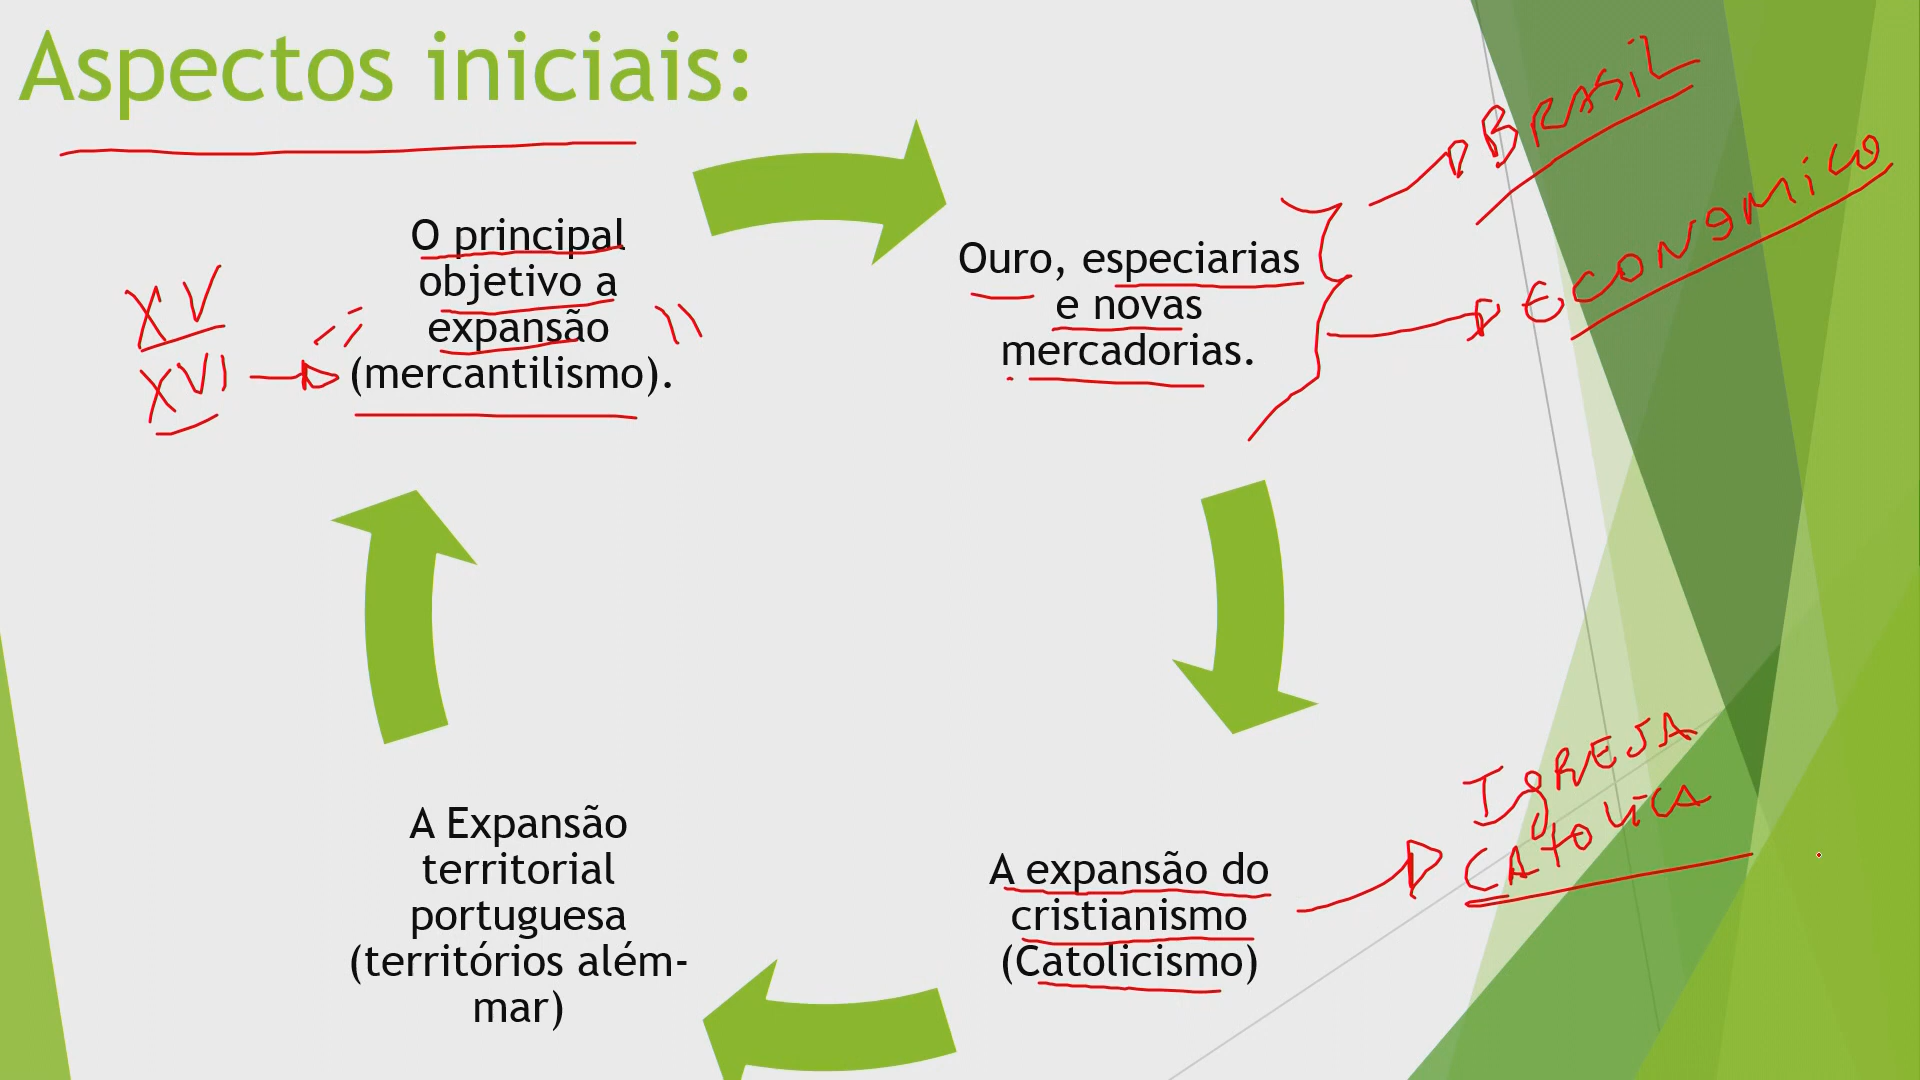 Aspectos iniciais:
O principal
objetivo a
expansão
(mercantilismo).
XV
XVI
Ouro, especiarias
e novas
mercadorias.
BRASIL
ECONOMICO
A expansão do
cristianismo
(Catolicismo)
IGREJA
CATOLICA
A Expansão
territorial
portuguesa
(territórios além-
mar)